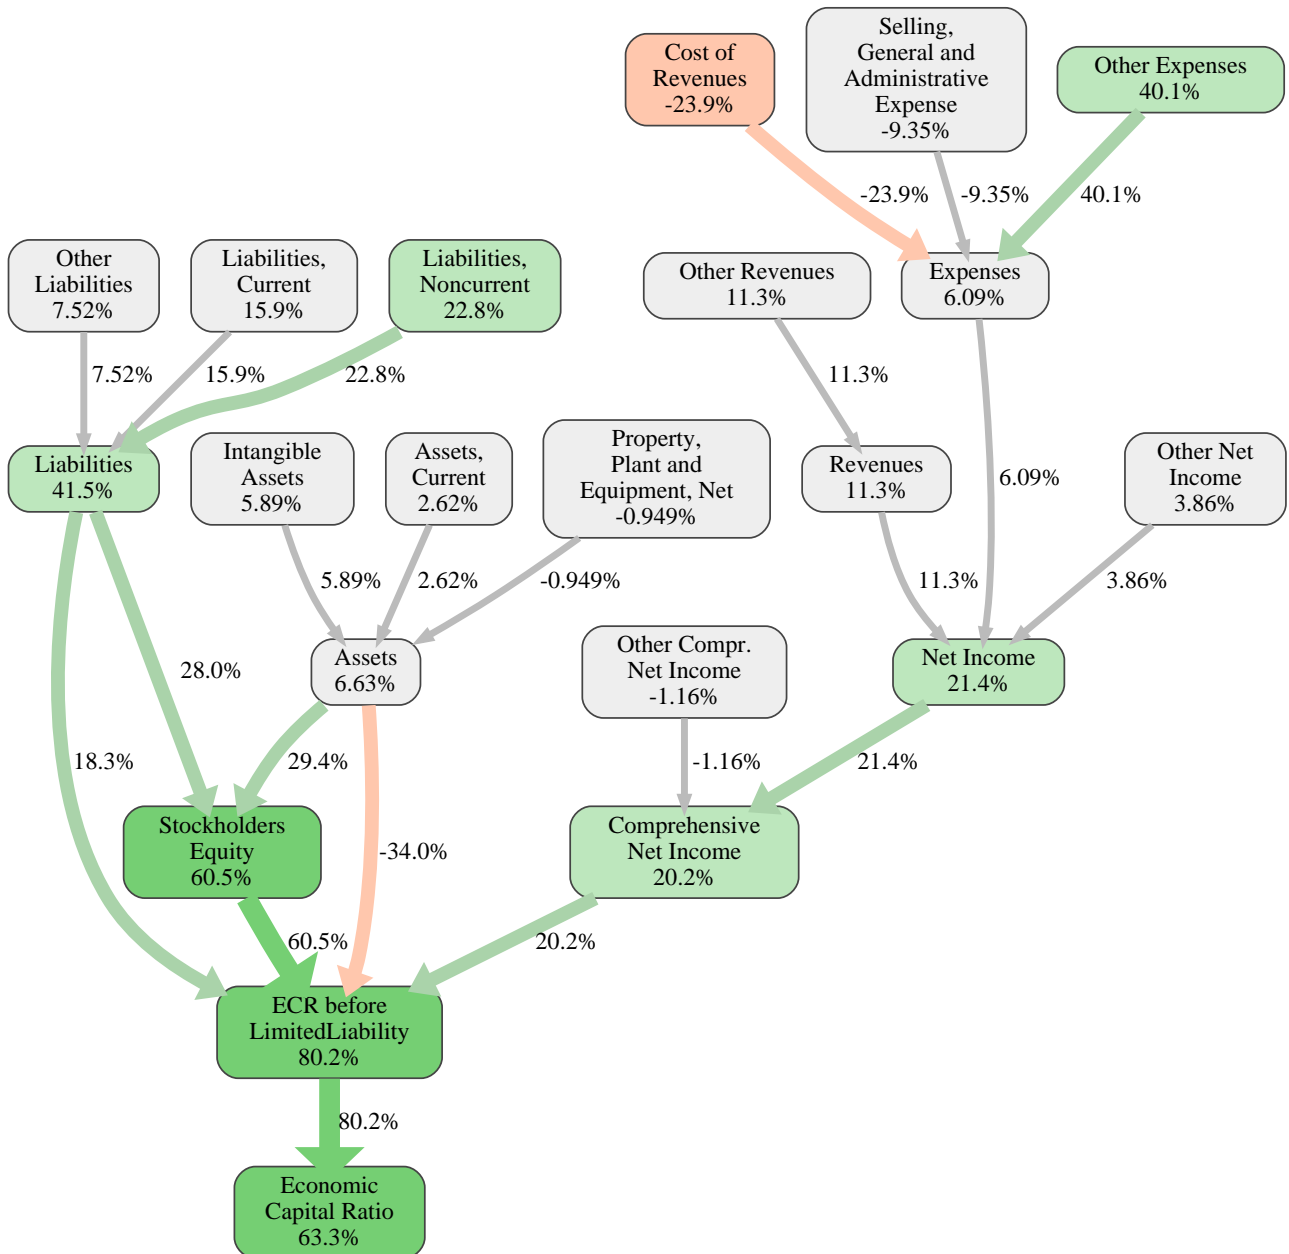 Cost of
Revenues
-23.9%
Selling,
General and
Administrative
Expense
-9.35%
Other Expenses
40.1%
-23.9%
-9.35%
40.1%
Other
Liabilities
7.52%
Liabilities,
Current
15.9%
Liabilities,
Noncurrent
22.8%
Other Revenues
11.3%
Expenses
6.09%
7.52%
15.9%
22.8%
11.3%
Liabilities
41.5%
Intangible
Assets
5.89%
Assets,
Current
2.62%
Property,
Plant and
Equipment, Net
-0.949%
Revenues
11.3%
6.09%
Other Net
Income
3.86%
5.89%
2.62%
-0.949%
11.3%
3.86%
28.0%
Assets
6.63%
Other Compr.
Net Income
-1.16%
Net Income
21.4%
18.3%
29.4%
-1.16%
21.4%
Stockholders
Equity
60.5%
-34.0%
Comprehensive
Net Income
20.2%
60.5%
20.2%
ECR before
LimitedLiability
80.2%
80.2%
Economic
Capital Ratio
63.3%